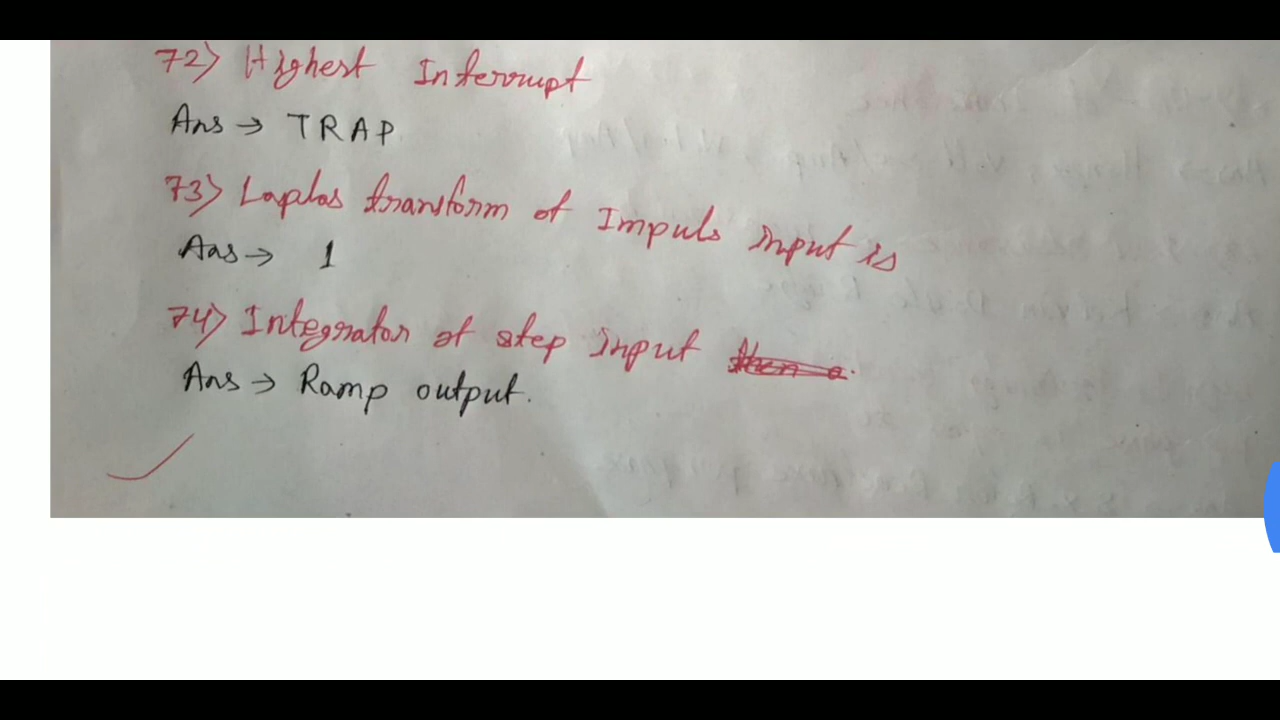 72) Highest Interrupt
Ans → TRAP
73) Laplas transform of Impuls input is
Ans → 1
74) Integrator of step input
Ans → Ramp output.